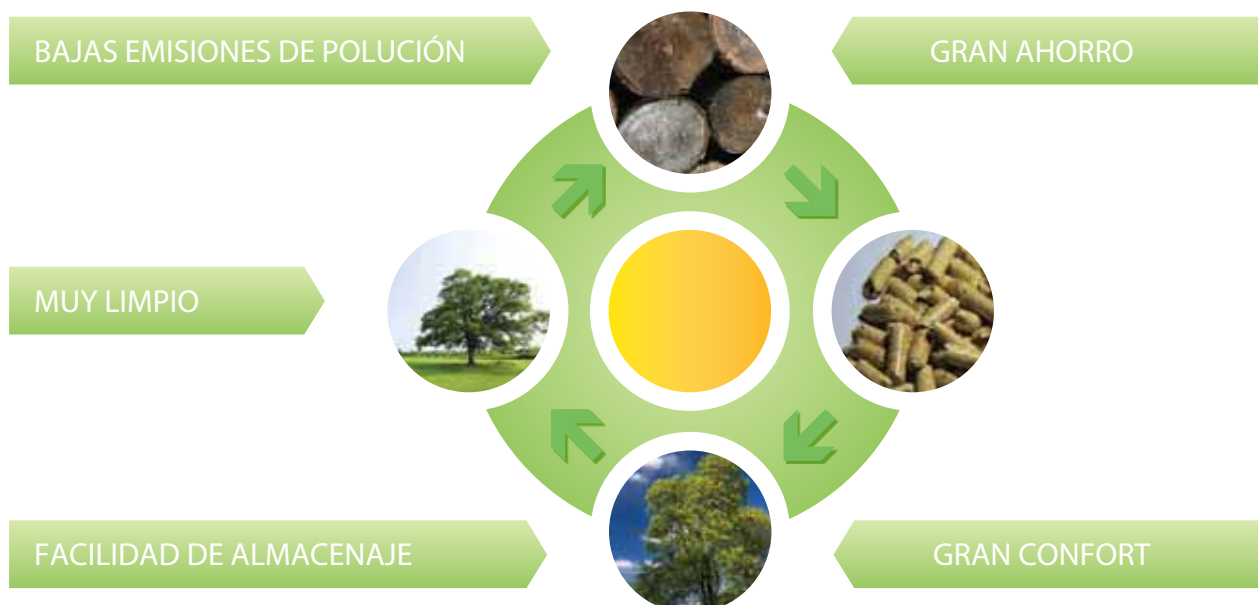 BAJAS EMISIONES DE POLUCIÓN
GRAN AHORRO
MUY LIMPIO
FACILIDAD DE ALMACENAJE
GRAN CONFORT